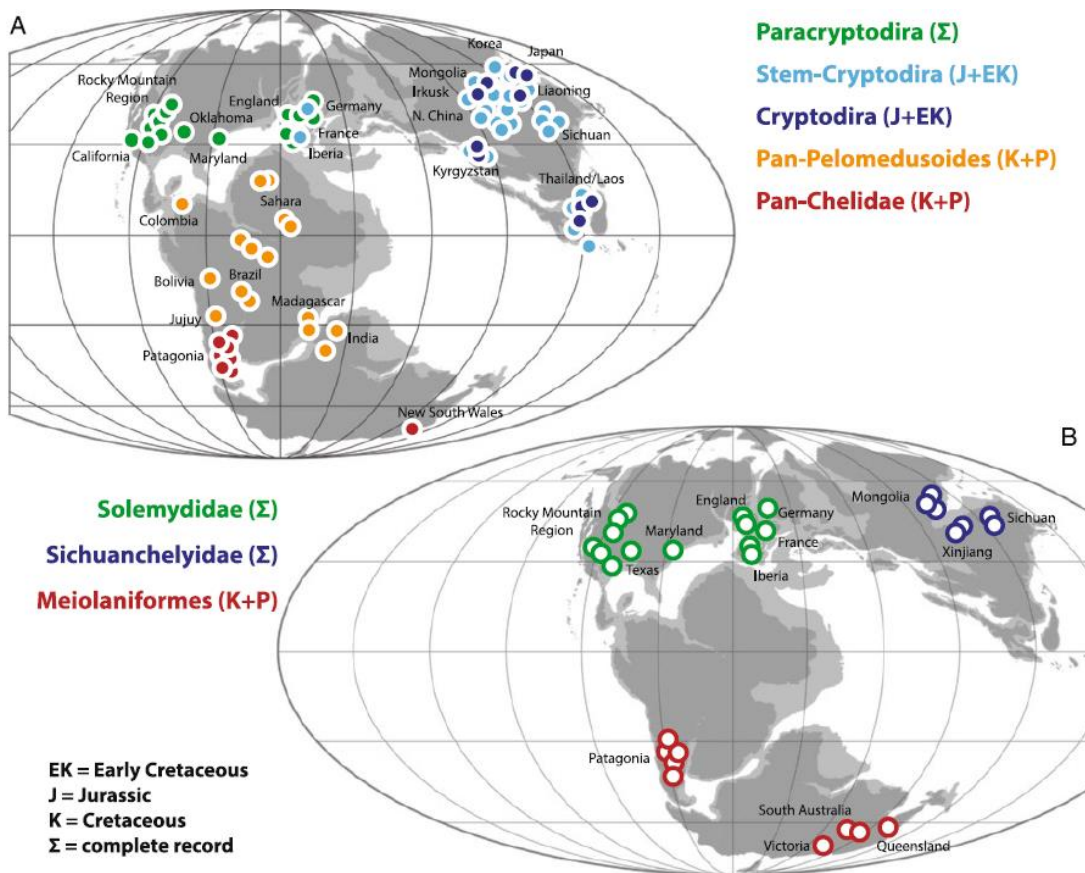 A
Korea
Japan
Rocky Mountain
Region
Mongolia
Irkusk
Liaoning
England
Germany
Oklahoma
N. China
France
Sichuan
California
Maryland
Iberia
Kyrgyzstan
Thailand/Laos
Sahara
Colombia
Bolivia
Brazil
Madagascar
Jujuy
India
Patagonia
New South Wales
Paracryptodira (Σ)
Stem-Cryptodira (J+EK)
Cryptodira (J+EK)
Pan-Pelomedusoides (K+P)
Pan-Chelidae (K+P)
B
Solemydidae (Σ)
Sichuanchelyidae (Σ)
Meiolaniformes (K+P)
Rocky Mountain
Region
England
Germany
Mongolia
Sichuan
Maryland
France
Xinjiang
Texas
Iberia
Patagonia
South Australia
Victoria
Queensland
EK = Early Cretaceous
J = Jurassic
K = Cretaceous
Σ = complete record